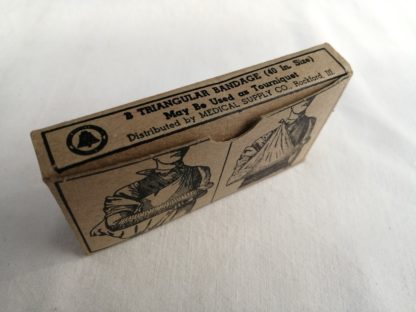 B TRIANGULAR BANDAGE (40 In. Size)
May Be Used as Tourniquet
Distributed by MEDICAL SUPPLY CO., Rockford, Ill.